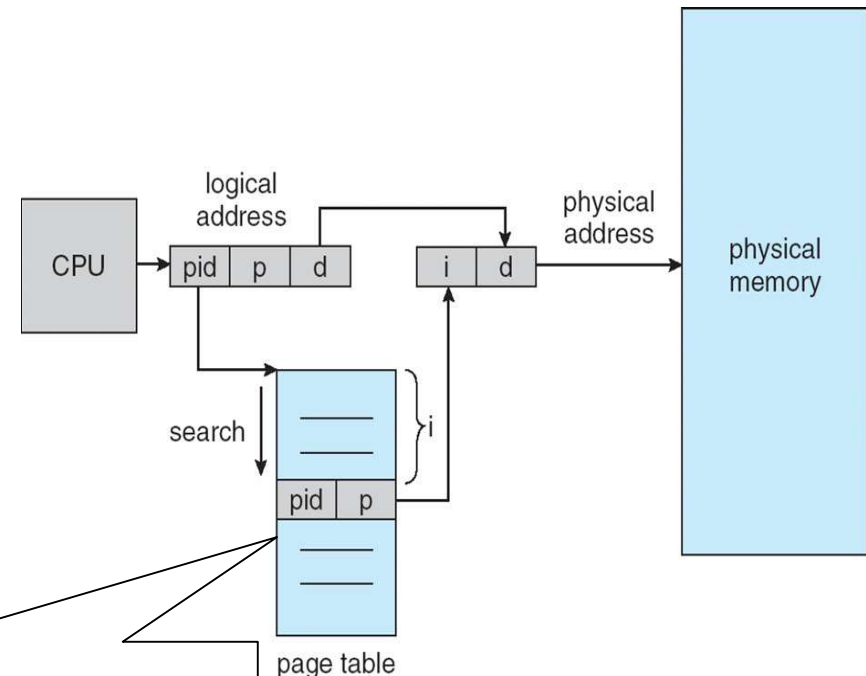 logical
address
physical
address
CPU
pid p d
i d
physical
memory
search
i
pid p
page table